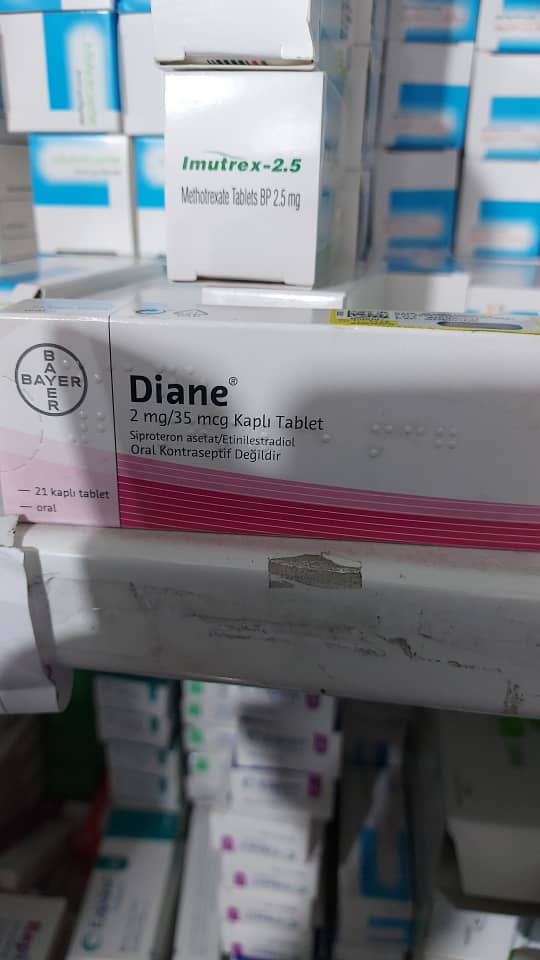 Imutrex-2.5
Methotrexate Tablets BP 2.5 mg
BAYER
BAYER
Diane®
2 mg/35 mcg Kaplı Tablet
Siproteron asetat/Etinilestradiol
Oral Kontraseptif Değildir
— 21 kaplı tablet
— oral